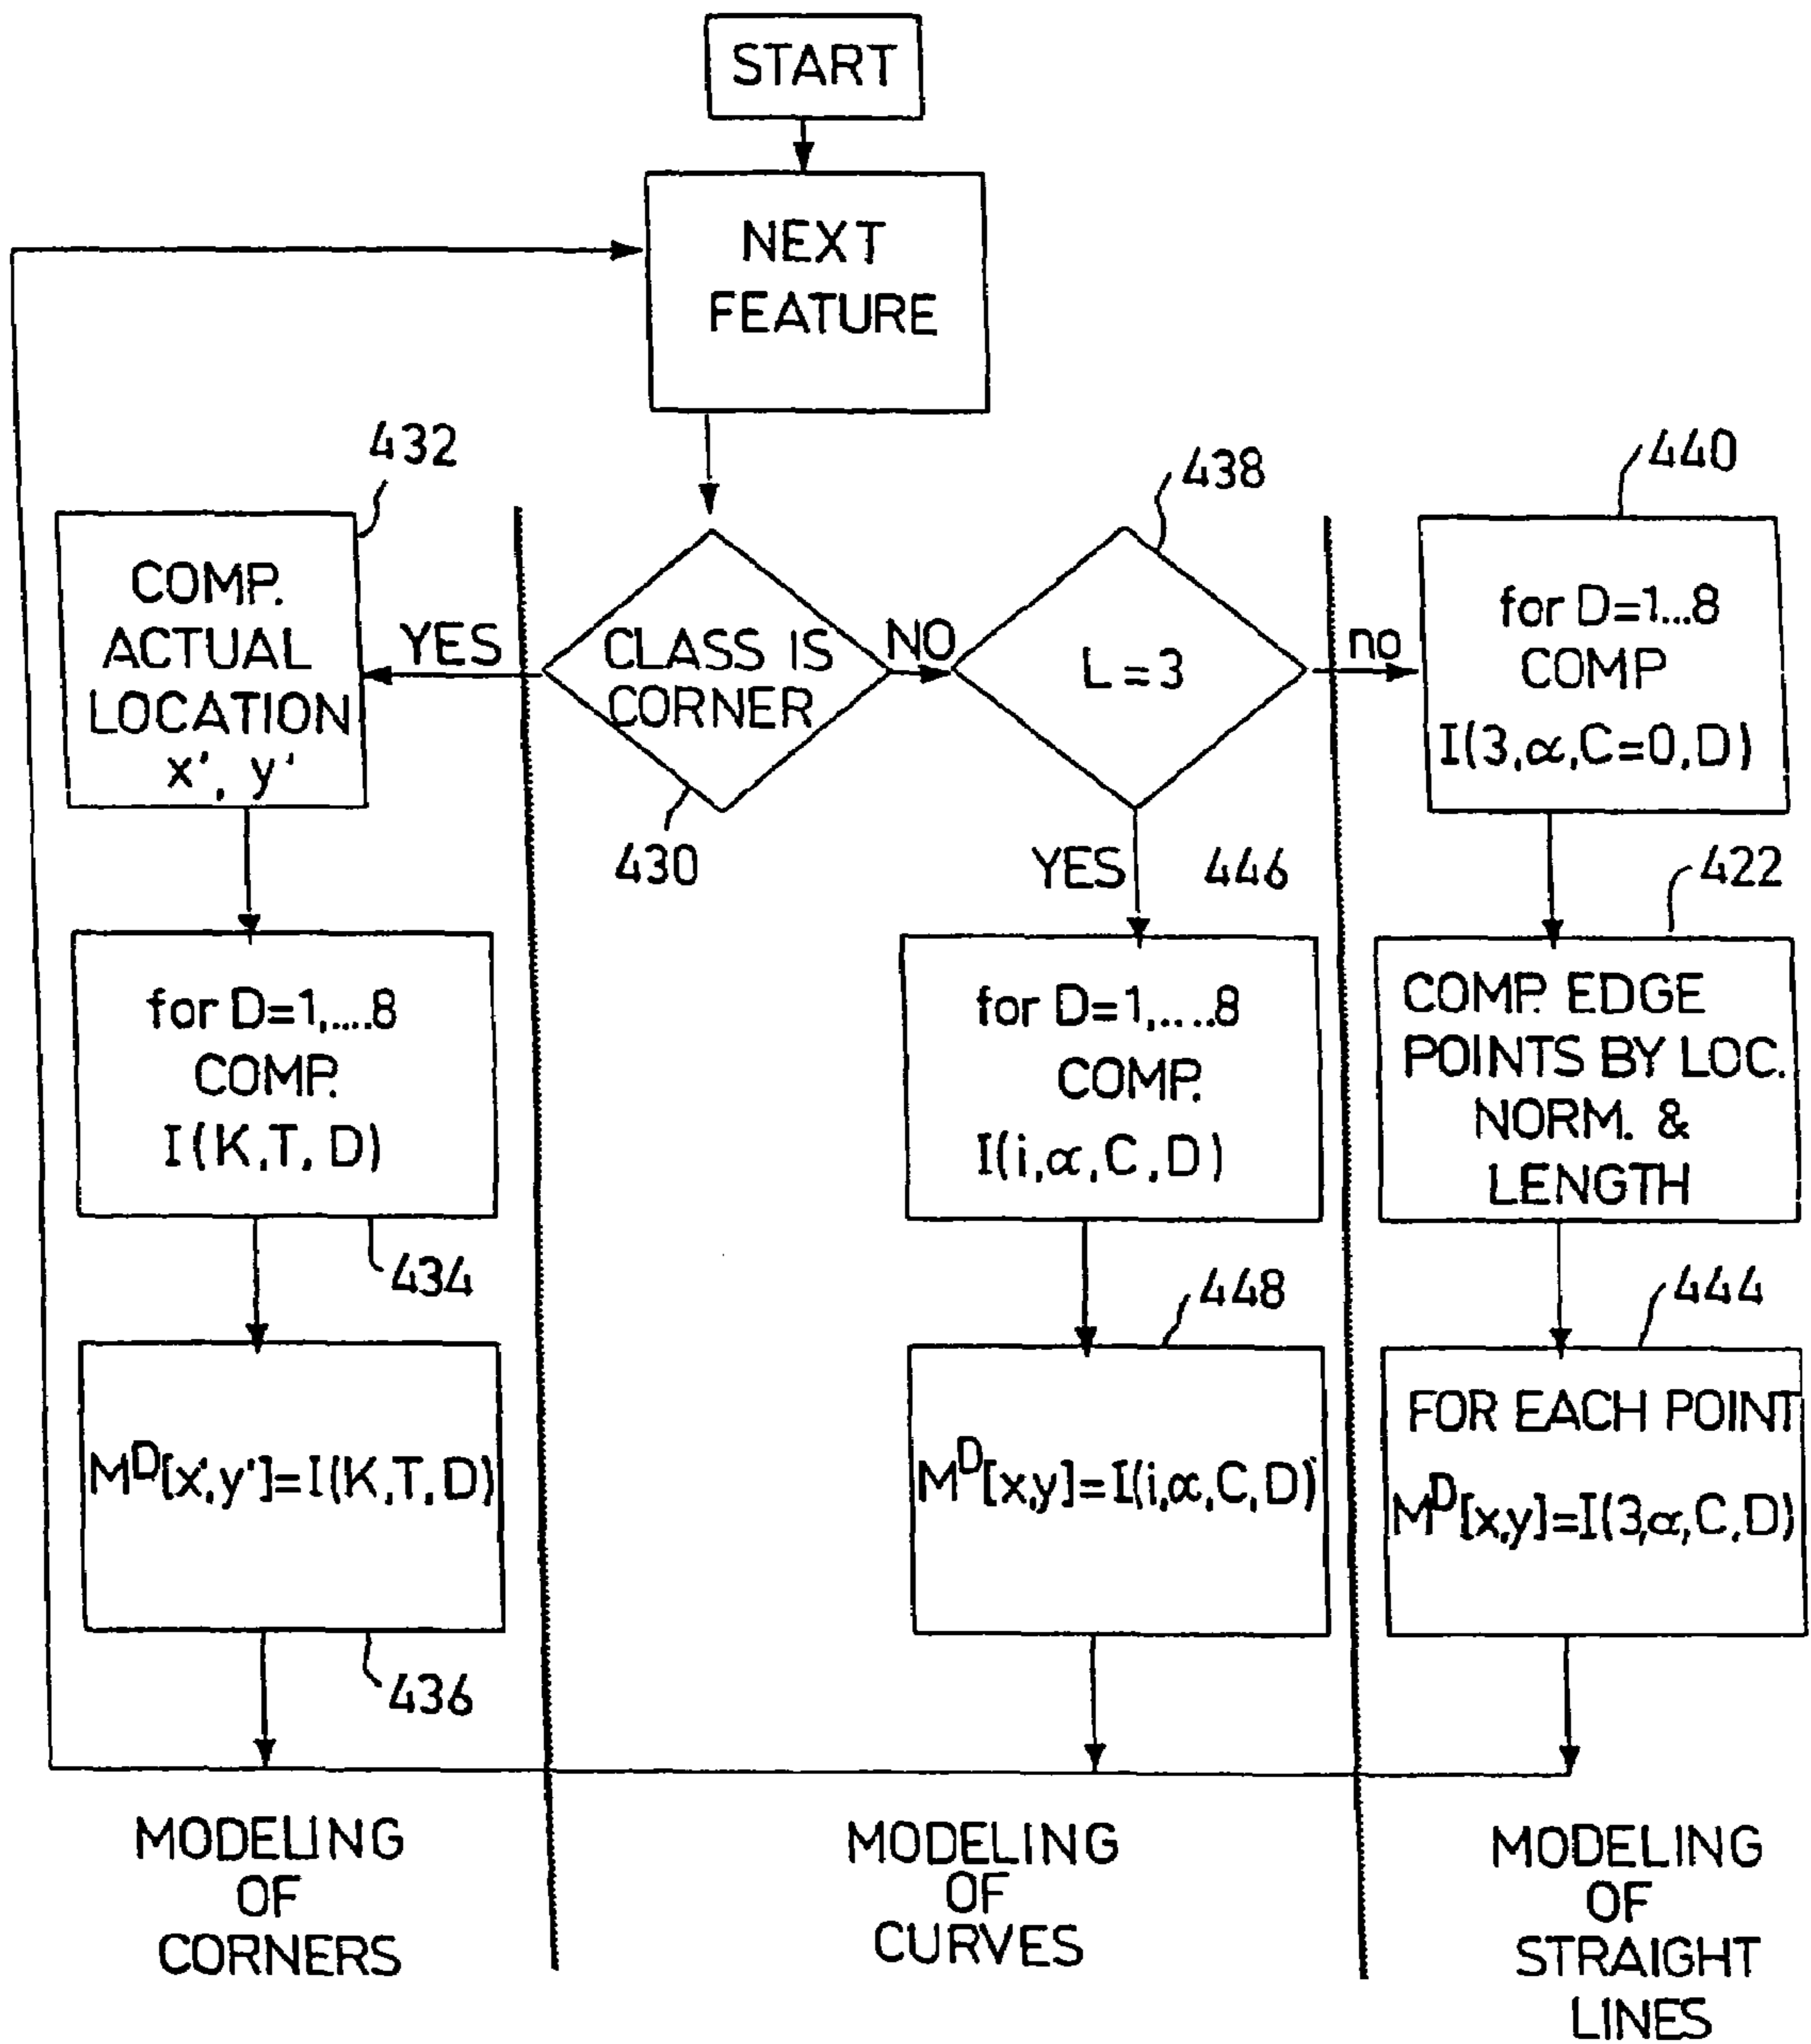 START
NEXT
FEATURE
432
COMP.
ACTUAL
LOCATION
x', y'
YES
CLASS IS
CORNER
430
NO
438
L = 3
no
440
for D=1...8
COMP
I(3,α,C=0,D)
YES
446
422
for D=1,....8
COMP.
I(K,T,D)
434
for D=1,....8
COMP.
I(i,α,C,D)
COMP. EDGE
POINTS BY LOC.
NORM. &
LENGTH
448
444
M^D[x',y']=I(K,T,D)
436
M^D[x,y]=I(i,α,C,D)
FOR EACH POINT
M^D[x,y]=I(3,α,C,D)
MODELING
OF
CORNERS
MODELING
OF
CURVES
MODELING
OF
STRAIGHT
LINES